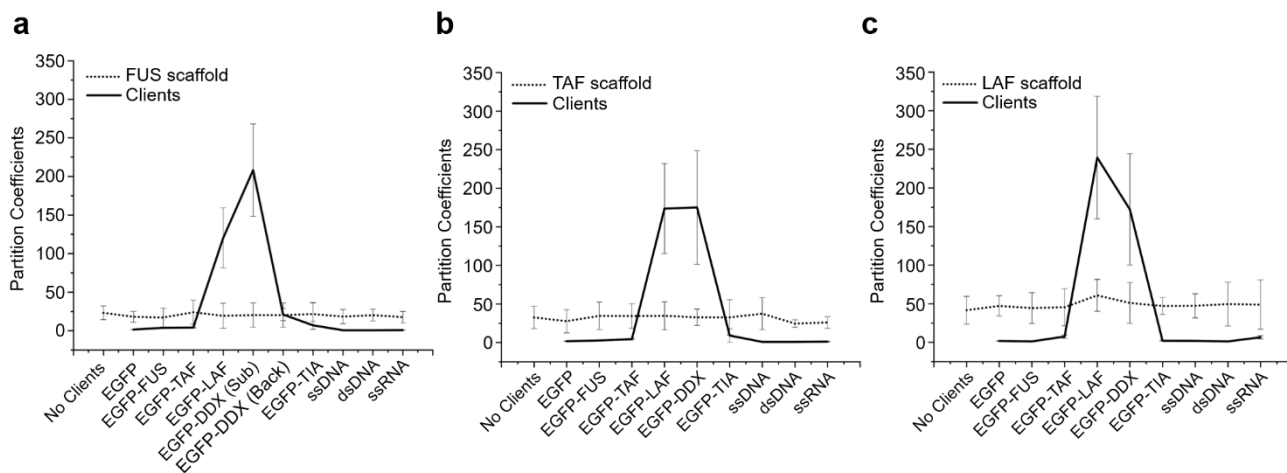 a
350
300
250
200
150
100
50
0
Partition Coefficients
FUS scaffold
Clients
No Clients
EGFP
EGFP-FUS
EGFP-TAF
EGFP-LAF
EGFP-DDX (Sub)
EGFP-DDX (Back)
EGFP-TIA
ssDNA
dsDNA
ssRNA
b
350
300
250
200
150
100
50
0
Partition Coefficients
TAF scaffold
Clients
No Clients
EGFP
EGFP-FUS
EGFP-TAF
EGFP-LAF
EGFP-DDX
EGFP-TIA
ssDNA
dsDNA
ssRNA
c
350
300
250
200
150
100
50
0
Partition Coefficients
LAF scaffold
Clients
No Clients
EGFP
EGFP-FUS
EGFP-TAF
EGFP-LAF
EGFP-DDX
EGFP-TIA
ssDNA
dsDNA
ssRNA